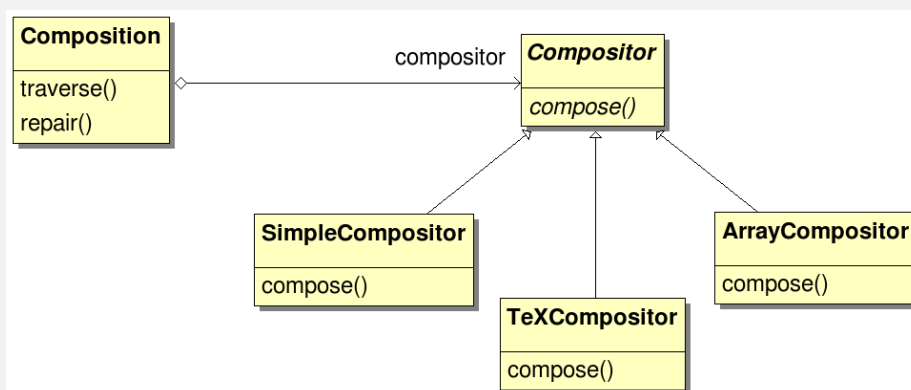 Composition
traverse()
repair()
compositor
Compositor
compose()
SimpleCompositor
compose()
TeXCompositor
compose()
ArrayCompositor
compose()